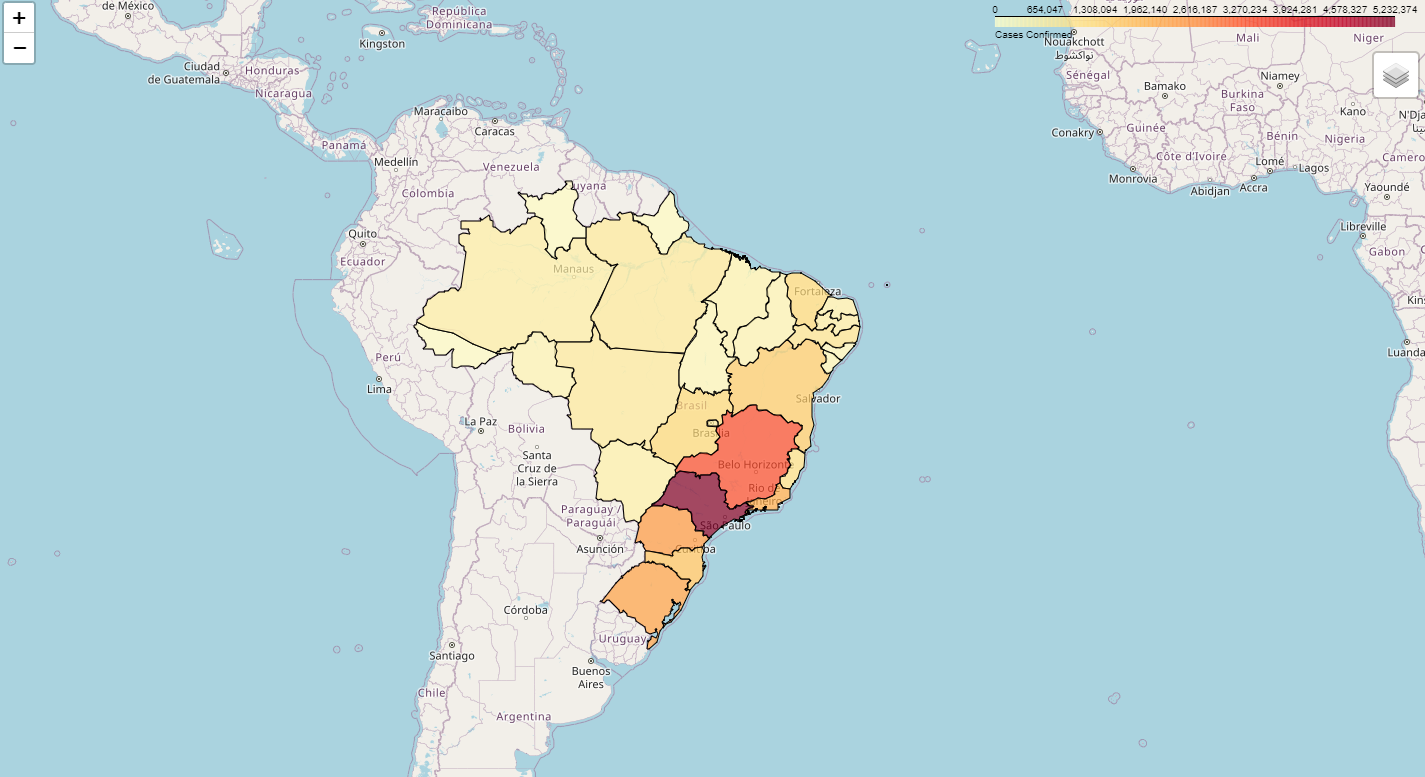 +
−
0 654,047 1,308,094 1,962,140 2,616,187 3,270,234 3,924,281 4,578,327 5,232,374
Cases Confirmed
de México
República
Dominicana
Kingston
Ciudad
de Guatemala
Honduras
Nicaragua
Maracaibo
Caracas
Panamá
Medellín
Venezuela
Colombia
uyana
Quito
Ecuador
Manaus
Fortaleza
Perú
Lima
Brasil
Salvador
Brasília
La Paz
Bolivia
Santa
Cruz de
la Sierra
Belo Horizonte
Rio de
Janeiro
Paraguay /
Paraguái
São Paulo
Asunción
Curitiba
Córdoba
Uruguay
Santiago
Buenos
Aires
Chile
Argentina
Nouakchott
نواكشوط
Mali
Niger
Sénégal
Bamako
Niamey
Burkina
Faso
Kano
N'Dja
Conakry
Guinée
Bénin
Nigeria
Côte d'Ivoire
Lomé
Lagos
Camero
Monrovia
Abidjan
Accra
Yaoundé
Libreville
Gabon
Kins
Luanda